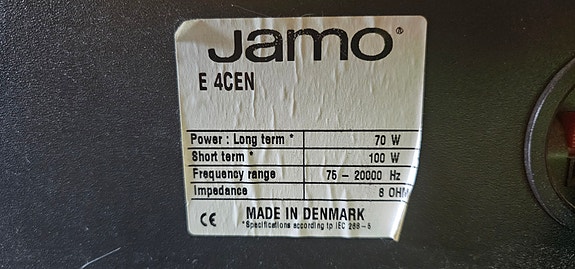 Jamo®
E 4CEN
Power : Long term * 70 W
Short term * 100 W
Frequency range 75 – 20000 Hz
Impedance 8 OHM
CE MADE IN DENMARK
*Specifications according to IEC 268-5